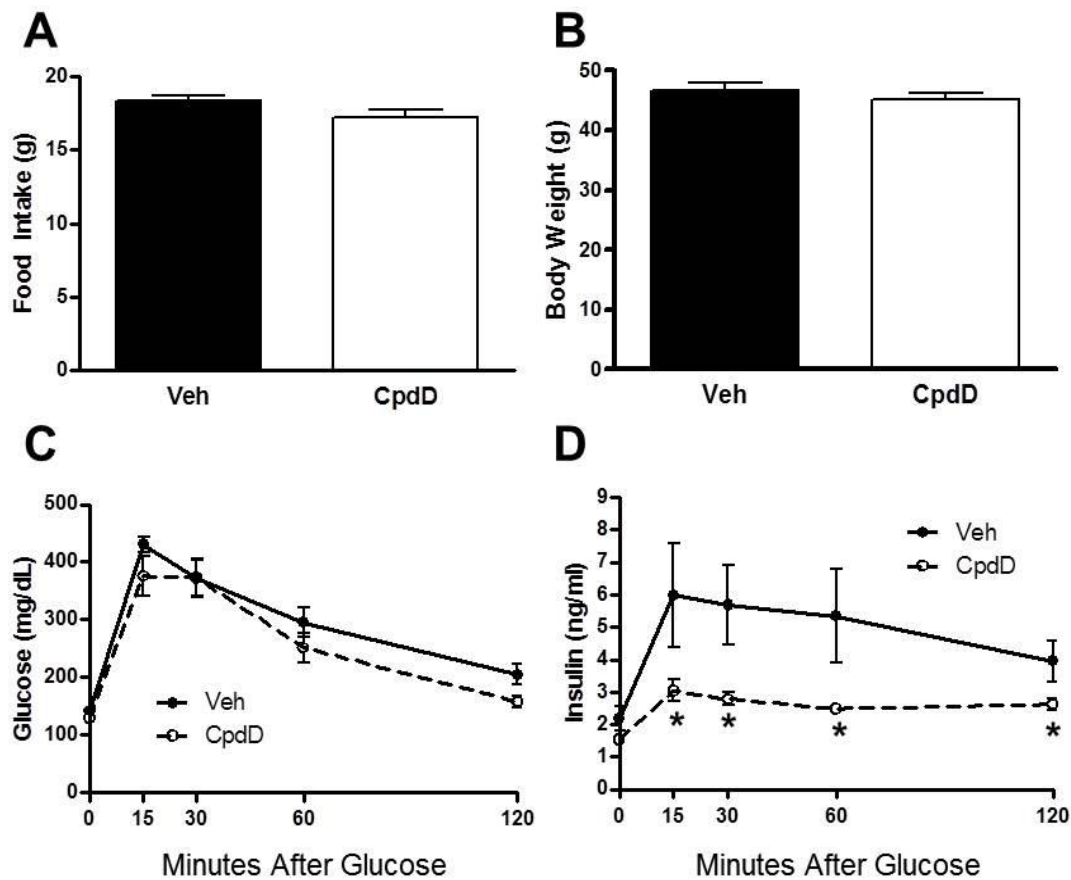 A
Food Intake (g)
20
15
10
5
0
Veh CpdD
B
Body Weight (g)
50
40
30
20
10
0
Veh CpdD
C
Glucose (mg/dL)
500
400
300
200
100
0
Veh
CpdD
0 15 30 60 120
Minutes After Glucose
D
Insulin (ng/ml)
9
8
7
6
5
4
3
2
1
0
Veh
CpdD
* * * *
0 15 30 60 120
Minutes After Glucose